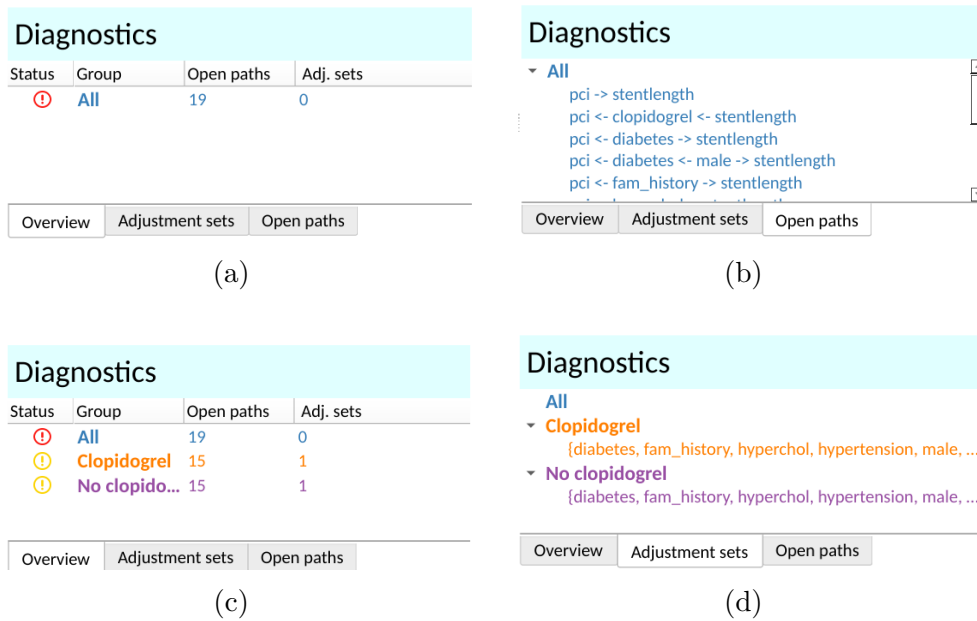 Diagnostics
Status Group Open paths Adj. sets
All 19 0
Overview Adjustment sets Open paths
(a)
Diagnostics
All
pci -> stentlength
pci <- clopidogrel <- stentlength
pci <- diabetes -> stentlength
pci <- diabetes <- male -> stentlength
pci <- fam_history -> stentlength
Overview Adjustment sets Open paths
(b)
Diagnostics
Status Group Open paths Adj. sets
All 19 0
Clopidogrel 15 1
No clopido... 15 1
Overview Adjustment sets Open paths
(c)
Diagnostics
All
Clopidogrel
{diabetes, fam_history, hyperchol, hypertension, male, ...
No clopidogrel
{diabetes, fam_history, hyperchol, hypertension, male, ...
Overview Adjustment sets Open paths
(d)